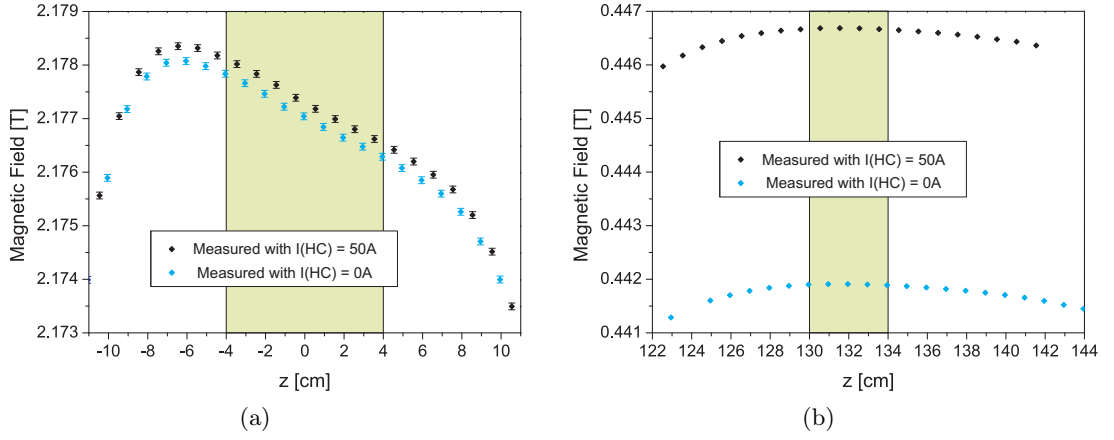 2.179
2.178
2.177
2.176
2.175
2.174
2.173
Magnetic Field [T]
Measured with I(HC) = 50A
Measured with I(HC) = 0A
-10 -8 -6 -4 -2 0 2 4 6 8 10
z [cm]
(a)
0.447
0.446
0.445
0.444
0.443
0.442
0.441
Magnetic Field [T]
Measured with I(HC) = 50A
Measured with I(HC) = 0A
122 124 126 128 130 132 134 136 138 140 142 144
z [cm]
(b)